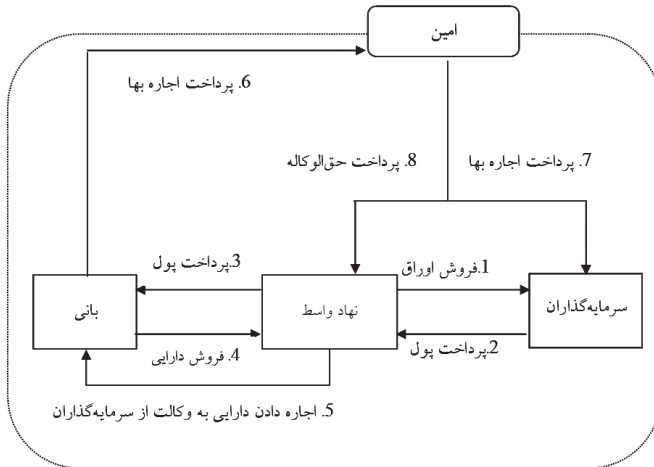 امین
6. پرداخت اجاره بها
7. پرداخت اجاره بها
8. پرداخت حق‌الوکاله
3.پرداخت پول
1.فروش اوراق
بانی
نهاد واسط
سرمایه‌گذاران
4. فروش دارایی
2.پرداخت پول
5. اجاره دادن دارایی به وکالت از سرمایه‌گذاران